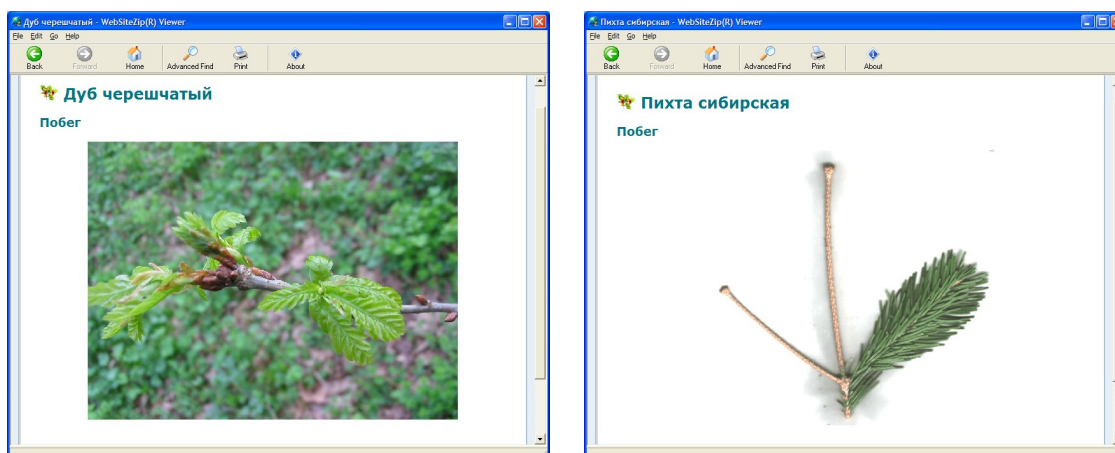 Дуб черешчатый - WebSiteZip(R) Viewer
File Edit Go Help
Back Forward Home Advanced Find Print About
Дуб черешчатый
Побег
Пихта сибирская - WebSiteZip(R) Viewer
File Edit Go Help
Back Forward Home Advanced Find Print About
Пихта сибирская
Побег